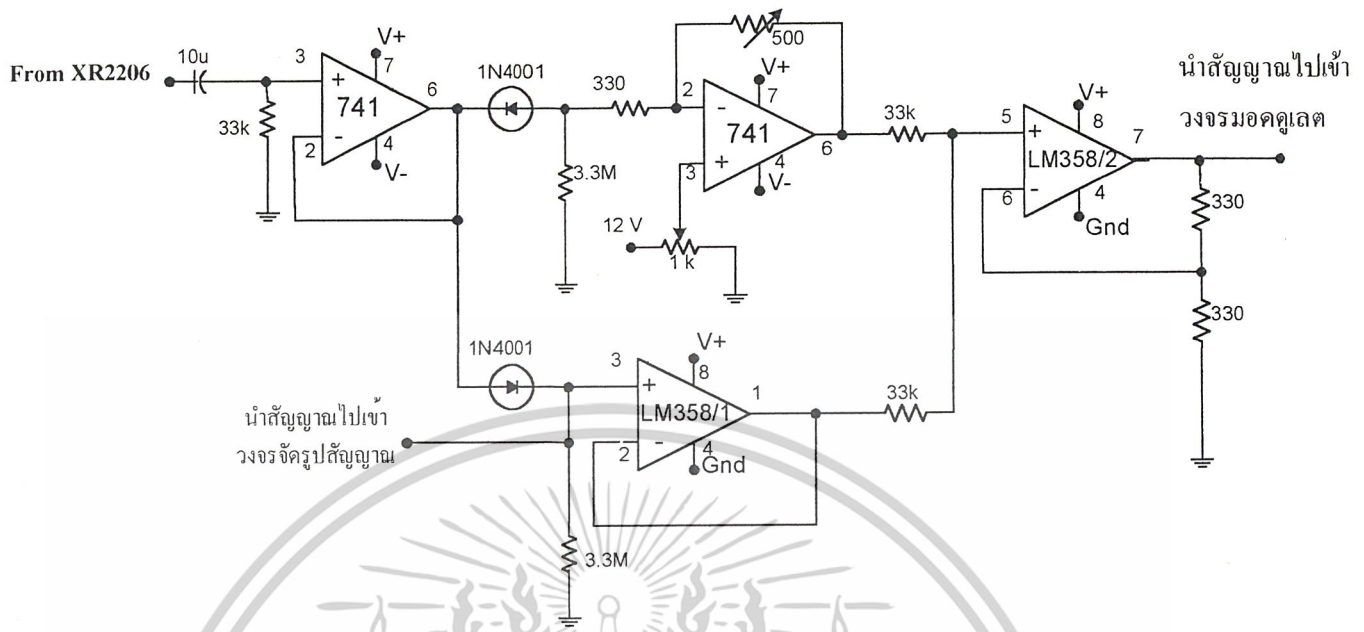 From XR2206
10u
33k
3
2
+
-
741
V+
7
4
V-
6
1N4001
330
3.3M
500
2
3
-
+
741
V+
7
4
V-
6
12 V
1 k
33k
5
6
+
-
LM358/2
V+
8
4
Gnd
7
นำสัญญาณไปเข้า
วงจรมอดดูเลต
330
330
1N4001
นำสัญญาณไปเข้า
วงจรจัดรูปสัญญาณ
3.3M
3
2
+
-
LM358/1
V+
8
4
Gnd
1
33k